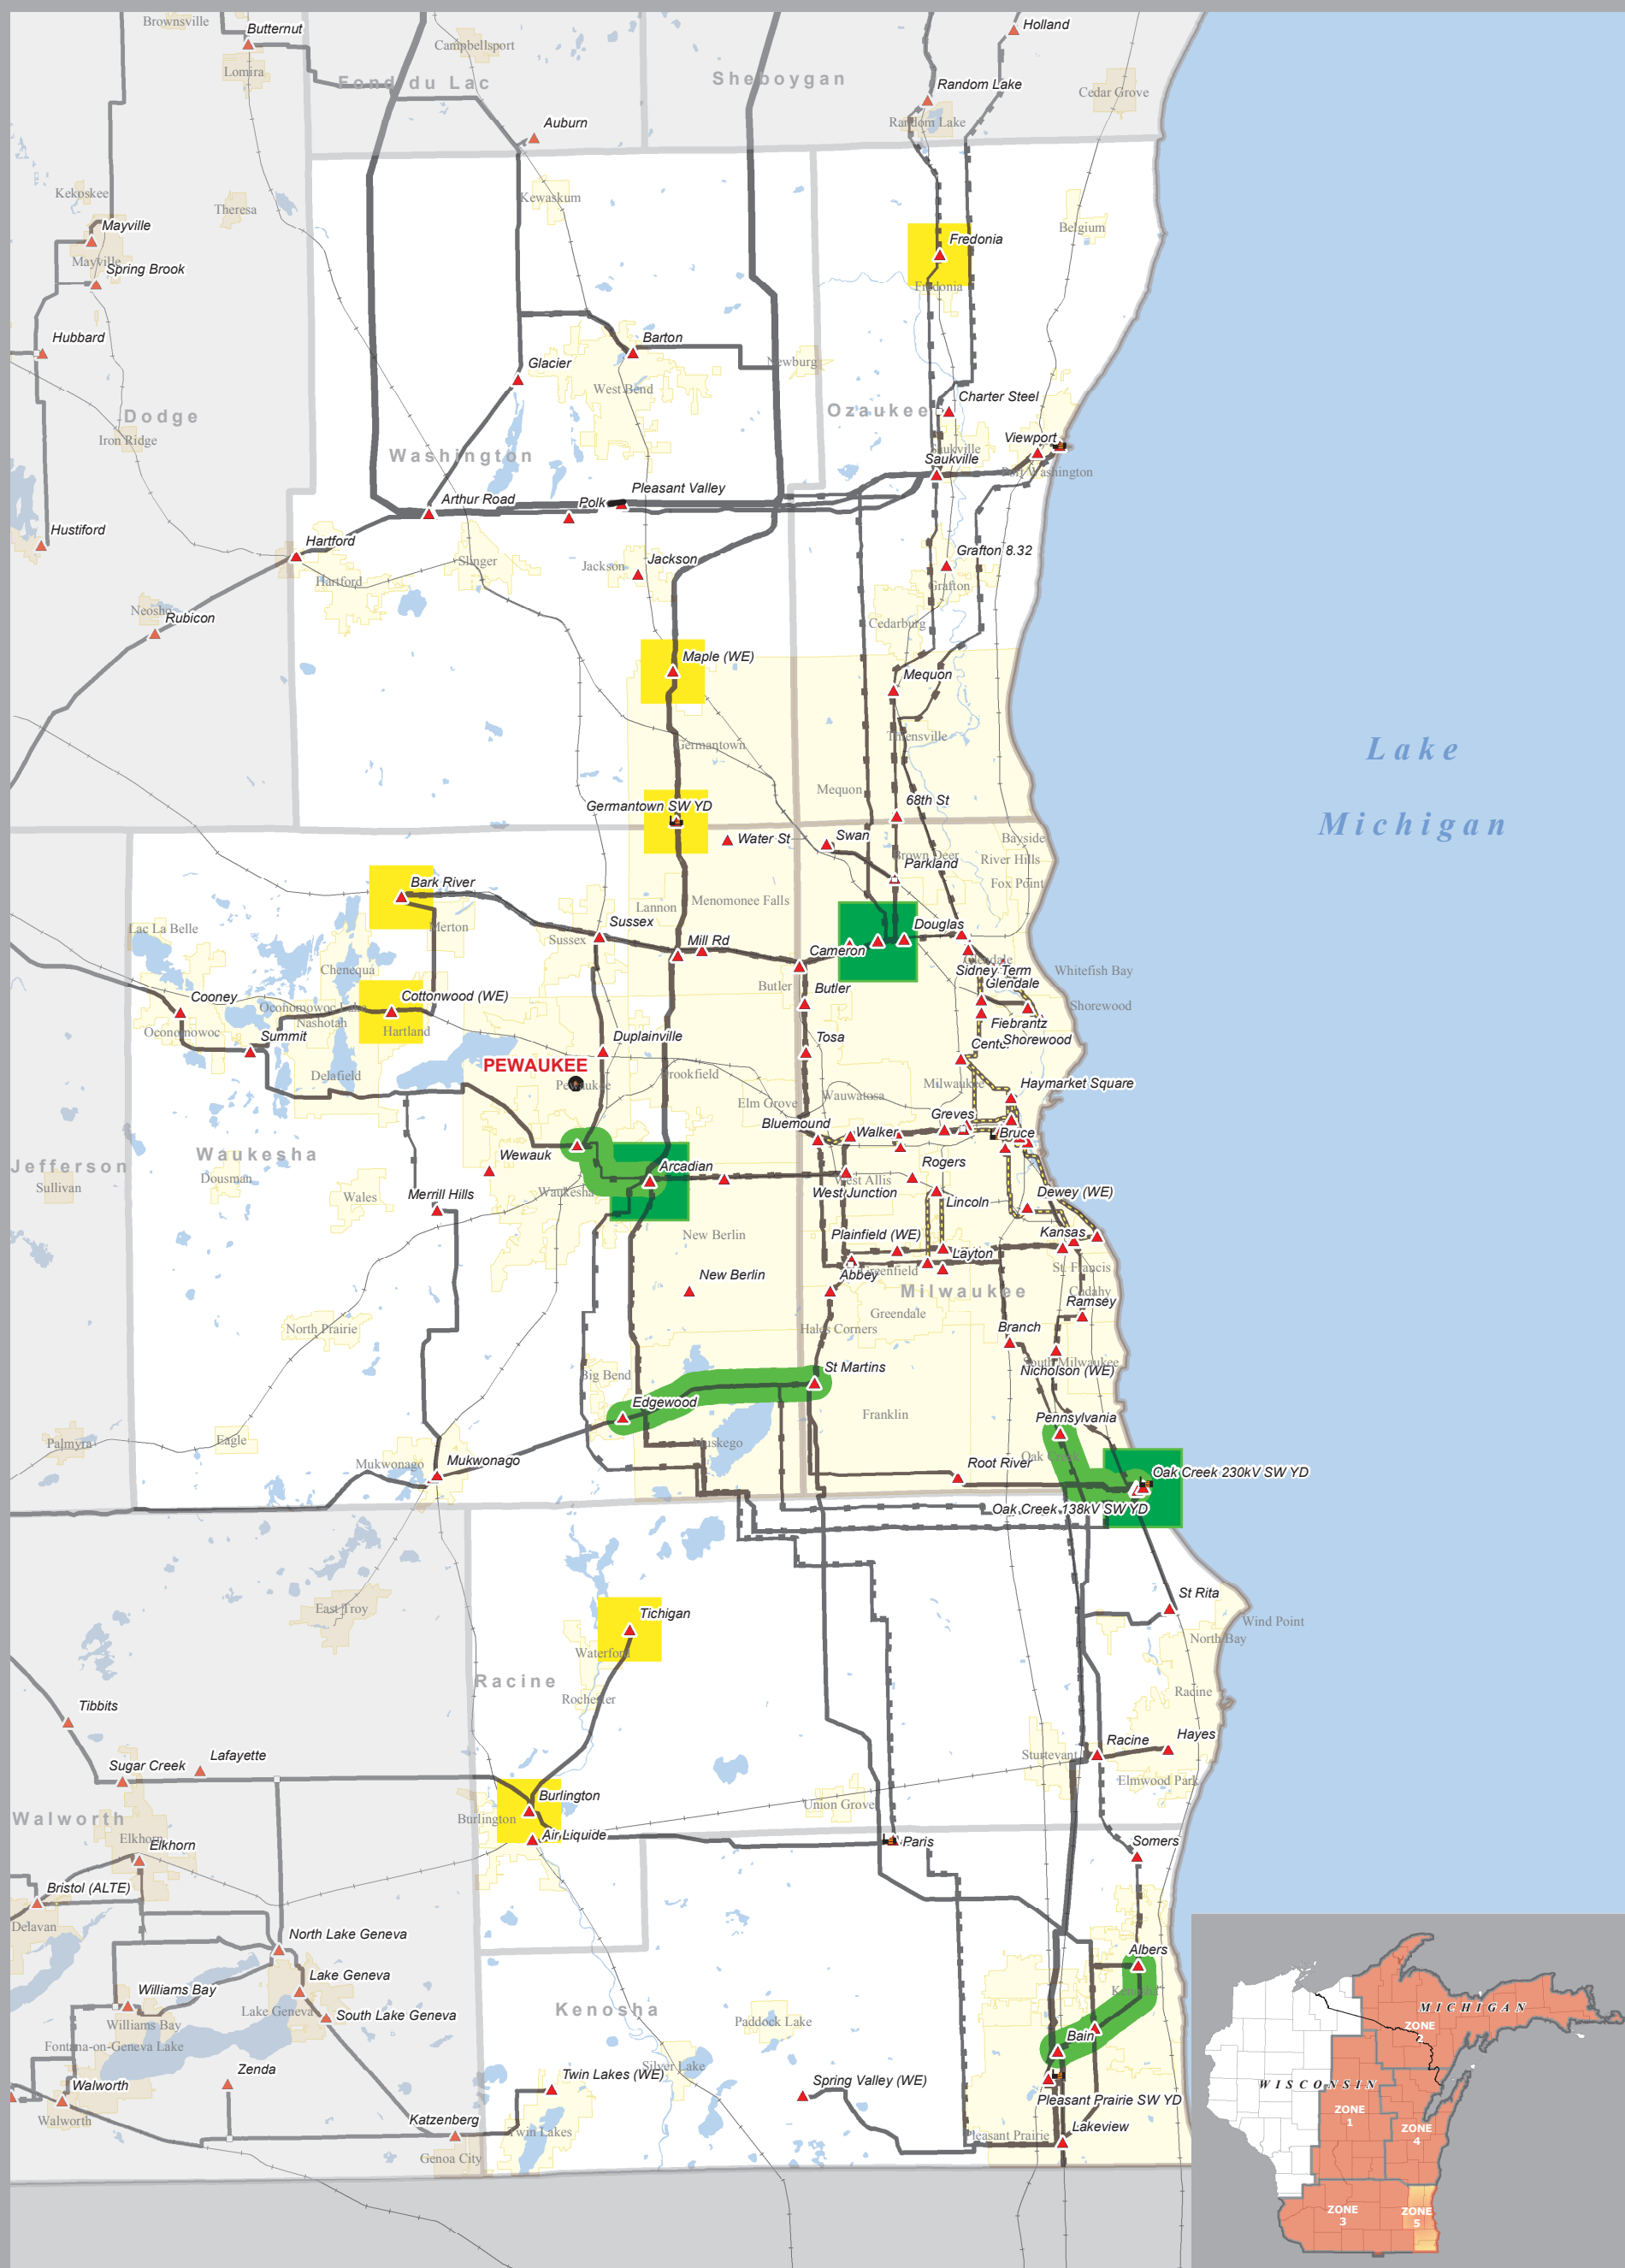 Brownsville
Butternut
Holland
Campbellsport
Lomira
Fond du Lac
Sheboygan
Random Lake
Cedar Grove
Auburn
Random Lake
Kekoskee
Kewaskum
Theresa
Mayville
Belgium
Fredonia
Mayville
Spring Brook
Fredonia
Hubbard
Barton
Glacier
Newburg
West Bend
Charter Steel
Dodge
Ozaukee
Iron Ridge
Viewport
Washington
Saukville
Saukville
Port Washington
Pleasant Valley
Arthur Road
Polk
Hustiford
Hartford
Grafton 8.32
Slinger
Jackson
Jackson
Hartford
Grafton
Neosho
Rubicon
Cedarburg
Maple (WE)
Mequon
Germantown
Thiensville
Lake
Michigan
Mequon
Germantown SW YD
68th St
Water St
Swan
Bayside
Brown Deer
River Hills
Parkland
Bark River
Fox Point
Lannon
Menomonee Falls
Merton
Lac La Belle
Sussex
Sussex
Mill Rd
Douglas
Cameron
Glendale
Chenequa
Sidney Term
Whitefish Bay
Butler
Butler
Glendale
Cooney
Cottonwood (WE)
Oconomowoc Lake
Shorewood
Oconomowoc
Nashotah
Hartland
Fiebrantz
Summit
Duplainville
Tosa
Center
Shorewood
PEWAUKEE
Delafield
Pewaukee
Brookfield
Milwaukee
Haymarket Square
Elm Grove
Wauwatosa
Greves
Bluemound
Walker
Bruce
Waukesha
Wewauk
Arcadian
Rogers
Jefferson
Dousman
Sullivan
West Allis
Merrill Hills
Wales
Waukesha
West Junction
Dewey (WE)
Lincoln
New Berlin
Plainfield (WE)
Kansas
Layton
New Berlin
Abbey
Greenfield
St. Francis
Milwaukee
Cudahy
Ramsey
Greendale
North Prairie
Hales Corners
Branch
South Milwaukee
Nicholson (WE)
St Martins
Big Bend
Edgewood
Franklin
Pennsylvania
Palmyra
Eagle
Muskego
Oak Creek
Mukwonago
Mukwonago
Root River
Oak Creek 230kV SW YD
Oak Creek 138kV SW YD
St Rita
East Troy
Tichigan
Wind Point
North Bay
Waterford
Racine
Rochester
Racine
Tibbits
Hayes
Racine
Sturtevant
Lafayette
Sugar Creek
Elmwood Park
Burlington
Union Grove
Walworth
Burlington
Elkhorn
Elkhorn
Air Liquide
Paris
Somers
Bristol (ALTE)
Delavan
North Lake Geneva
Albers
Lake Geneva
Kenosha
Williams Bay
Lake Geneva
South Lake Geneva
Kenosha
MICHIGAN
Williams Bay
Paddock Lake
ZONE
2
Fontana-on-Geneva Lake
Bain
Silver Lake
Zenda
Twin Lakes (WE)
Spring Valley (WE)
WISCONSIN
Walworth
Pleasant Prairie SW YD
ZONE
1
Walworth
Katzenberg
Twin Lakes
Lakeview
Pleasant Prairie
ZONE
4
Genoa City
ZONE
3
ZONE
5